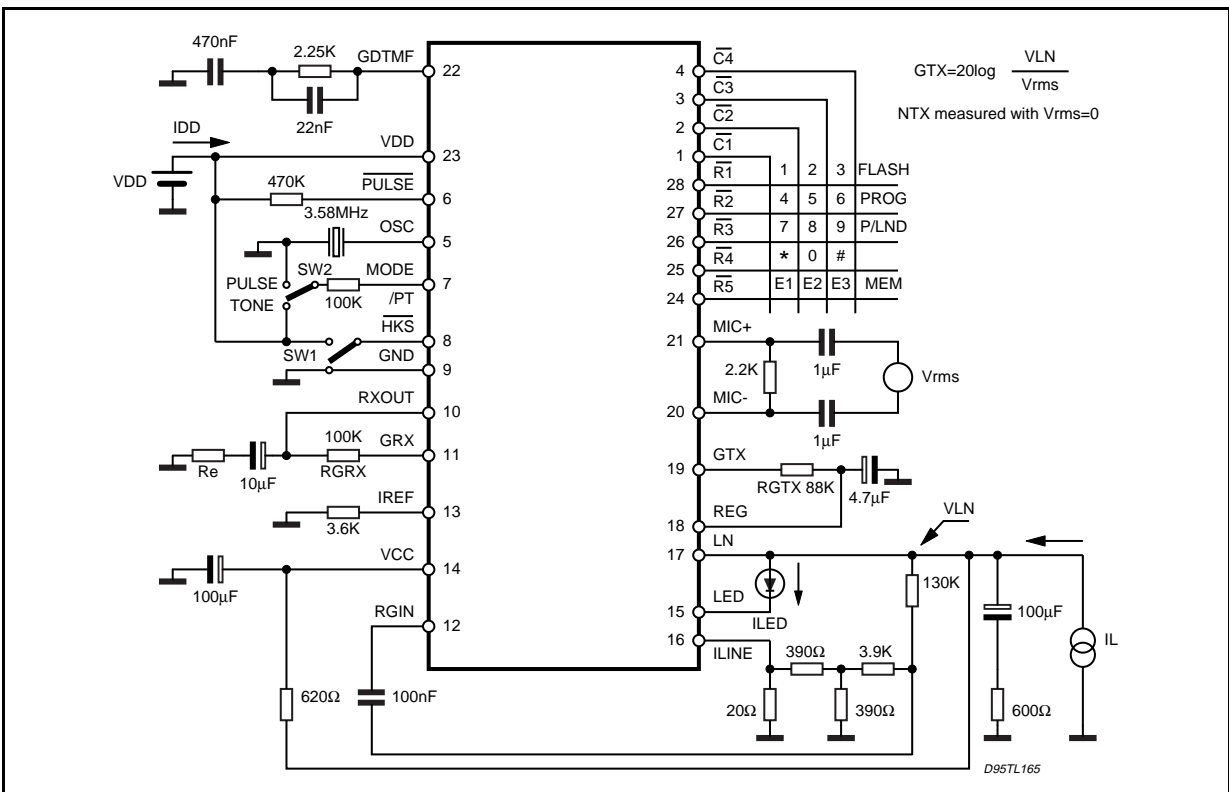 470nF
2.25K
GDTMF
22
22nF
IDD
VDD
23
VDD
470K
PULSE
6
3.58MHz
OSC
5
SW2
MODE
7
PULSE
TONE
100K
/PT
HKS
8
SW1
GND
9
RXOUT
10
100K
GRX
11
Re
10µF
RGRX
IREF
13
3.6K
VCC
14
100µF
RGIN
12
620Ω
100nF
4
C4
3
C3
2
C2
1
C1
28
R1
1 2 3 FLASH
27
R2
4 5 6 PROG
26
R3
7 8 9 P/LND
25
R4
* 0 #
24
R5
E1 E2 E3 MEM
GTX=20log VLN
Vrms
NTX measured with Vrms=0
21
MIC+
2.2K
1µF
Vrms
20
MIC-
1µF
19
GTX
RGTX 88K
4.7µF
18
REG
VLN
17
LN
130K
15
LED
ILED
100µF
IL
16
ILINE
390Ω
3.9K
20Ω
390Ω
600Ω
D95TL165